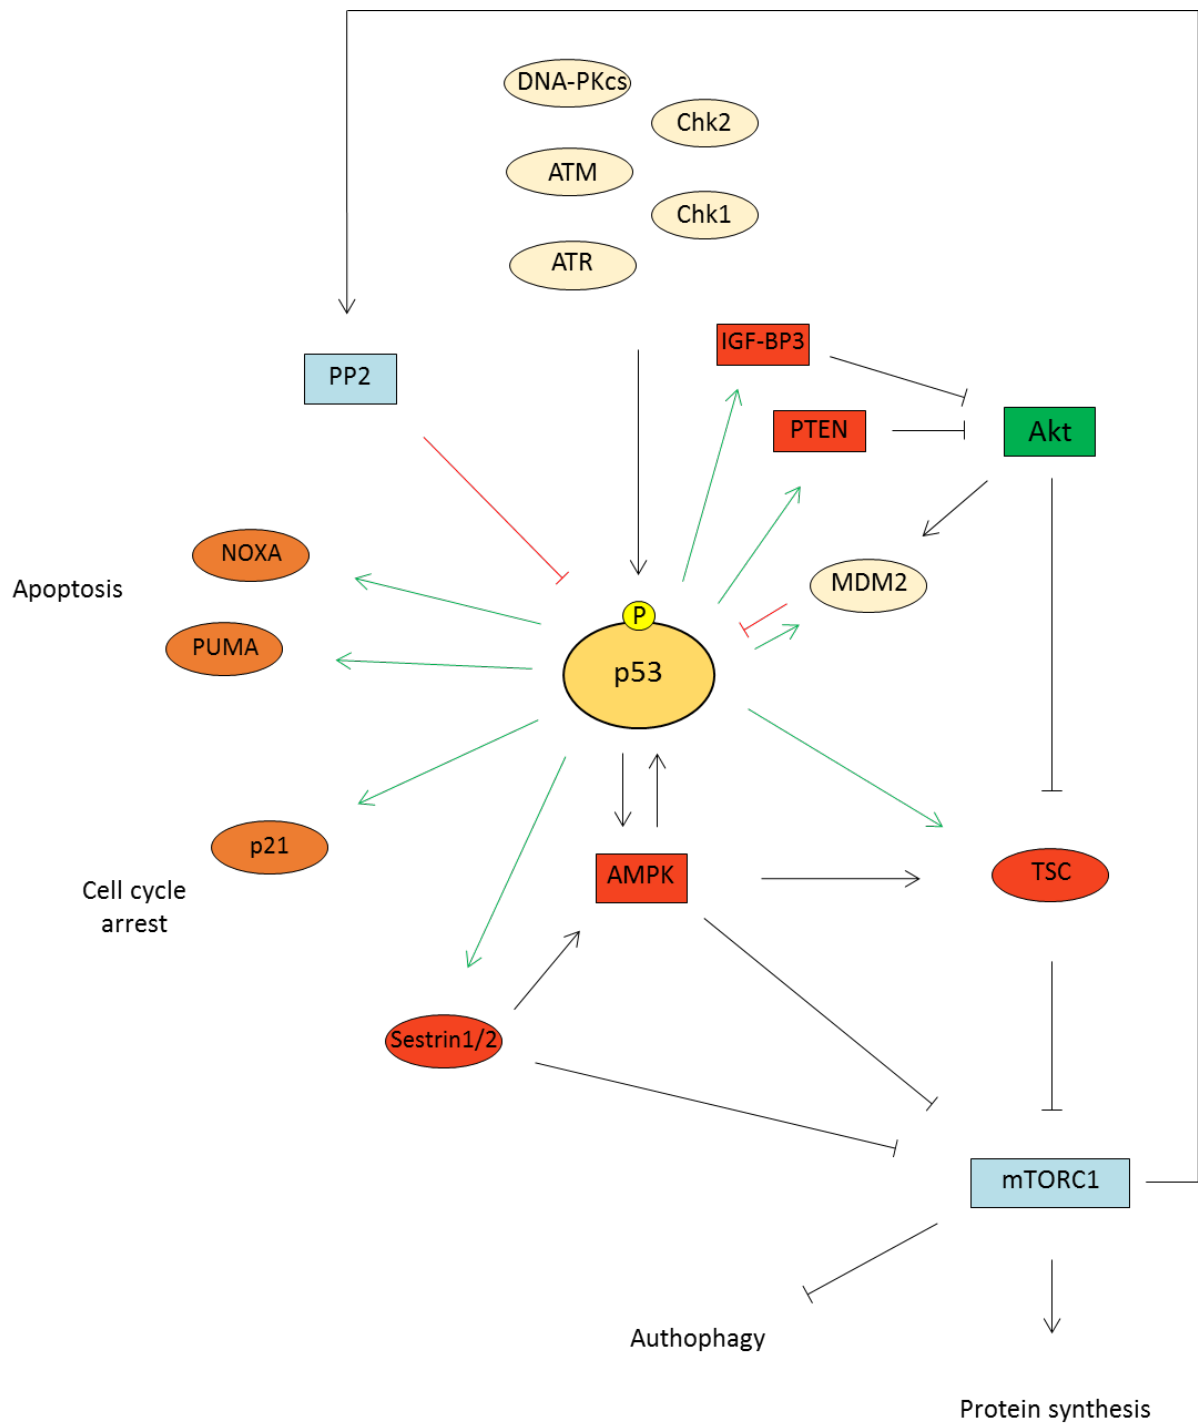 DNA-PKcs
Chk2
ATM
Chk1
ATR
IGF-BP3
PP2
PTEN
Akt
NOXA
MDM2
Apoptosis
P
PUMA
p53
p21
AMPK
TSC
Cell cycle
arrest
Sestrin1/2
mTORC1
Authophagy
Protein synthesis